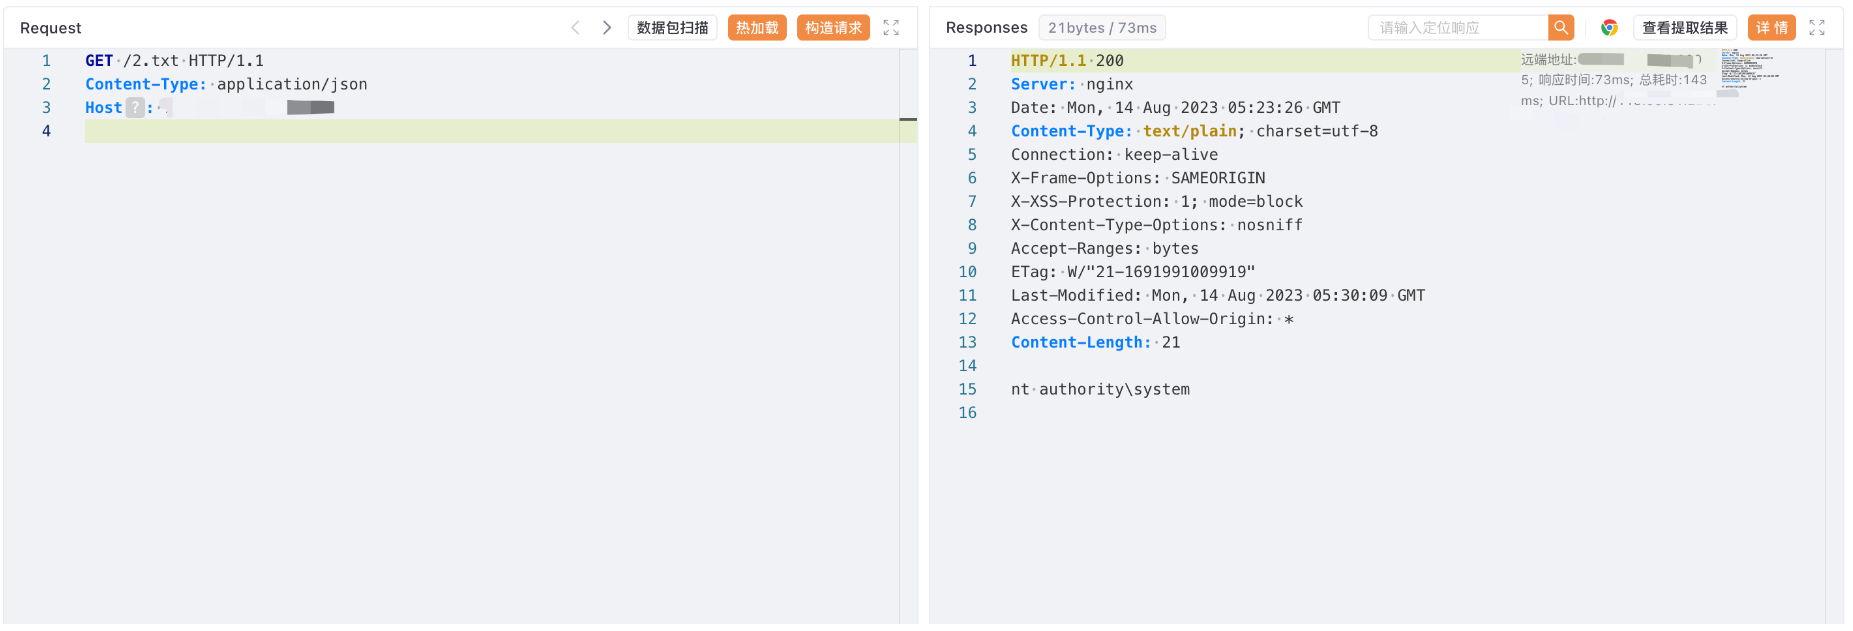 Request
数据包扫描
热加载
构造请求
1 GET /2.txt HTTP/1.1
2 Content-Type: application/json
3 Host ? :
4
Responses
21bytes / 73ms
请输入定位响应
查看提取结果
详 情
1 HTTP/1.1 200
2 Server: nginx
3 Date: Mon, 14 Aug 2023 05:23:26 GMT
4 Content-Type: text/plain; charset=utf-8
5 Connection: keep-alive
6 X-Frame-Options: SAMEORIGIN
7 X-XSS-Protection: 1; mode=block
8 X-Content-Type-Options: nosniff
9 Accept-Ranges: bytes
10 ETag: W/"21-1691991009919"
11 Last-Modified: Mon, 14 Aug 2023 05:30:09 GMT
12 Access-Control-Allow-Origin: *
13 Content-Length: 21
14
15 nt authority\system
16
远端地址:
5; 响应时间:73ms; 总耗时:143
ms; URL:http://